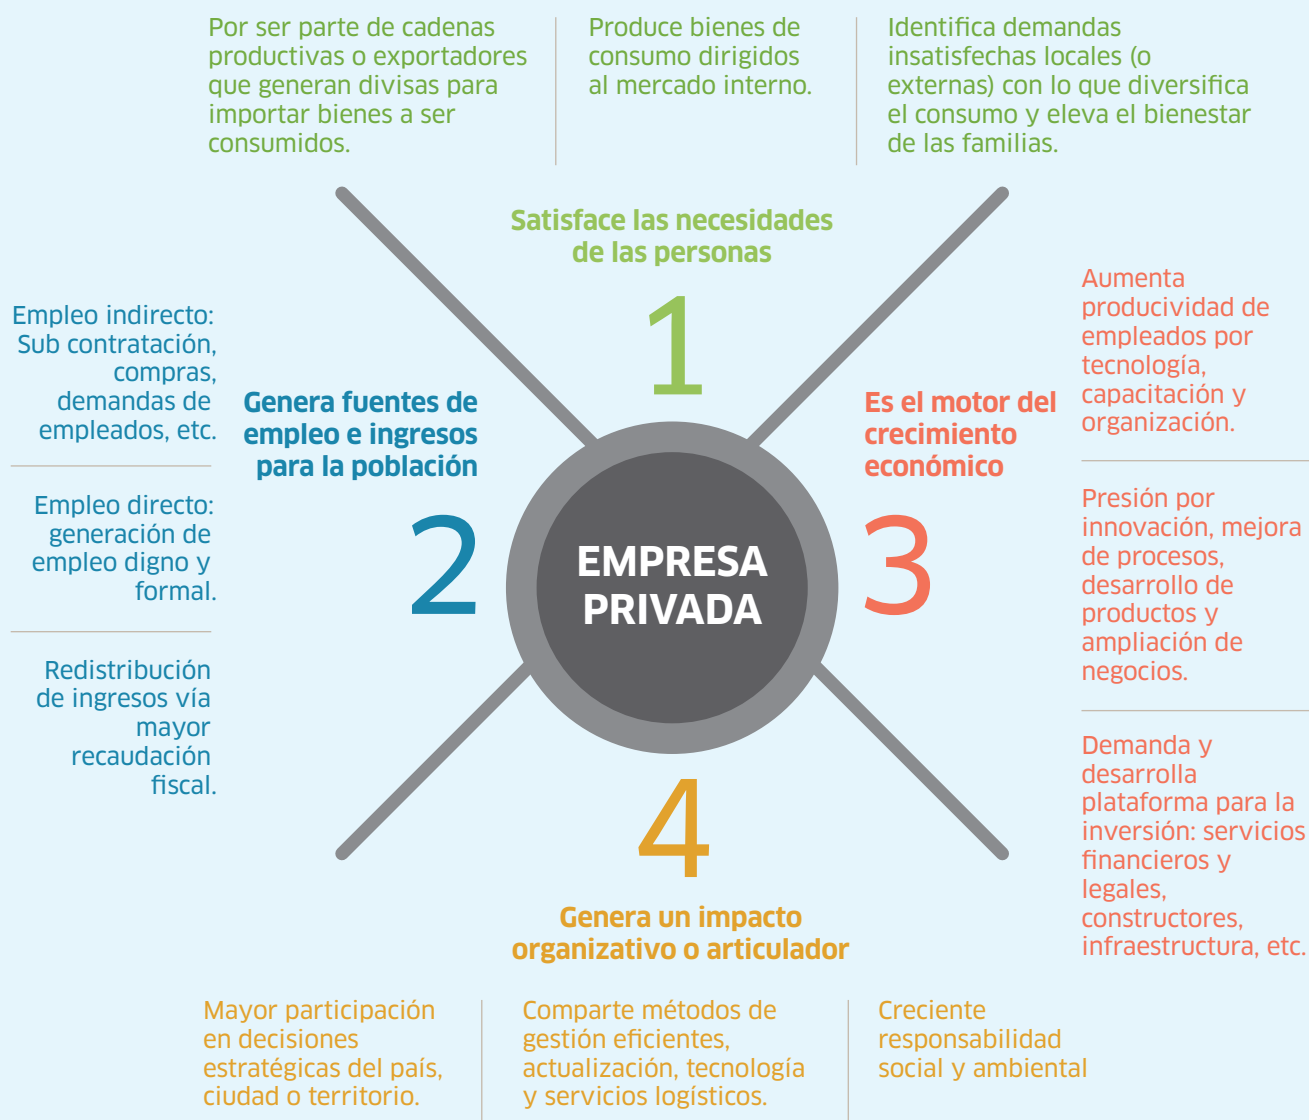 Por ser parte de cadenas
productivas o exportadores
que generan divisas para
importar bienes a ser
consumidos.
Produce bienes de
consumo dirigidos
al mercado interno.
Identifica demandas
insatisfechas locales (o
externas) con lo que diversifica
el consumo y eleva el bienestar
de las familias.
Satisface las necesidades
de las personas
1
Empleo indirecto:
Sub contratación,
compras,
demandas de
empleados, etc.
Empleo directo:
generación de
empleo digno y
formal.
Redistribución
de ingresos vía
mayor
recaudación
fiscal.
Genera fuentes de
empleo e ingresos
para la población
2
EMPRESA
PRIVADA
Es el motor del
crecimiento
económico
3
Aumenta
producividad de
empleados por
tecnología,
capacitación y
organización.
Presión por
innovación, mejora
de procesos,
desarrollo de
productos y
ampliación de
negocios.
Demanda y
desarrolla
plataforma para la
inversión: servicios
financieros y
legales,
constructores,
infraestructura, etc.
4
Genera un impacto
organizativo o articulador
Mayor participación
en decisiones
estratégicas del país,
ciudad o territorio.
Comparte métodos de
gestión eficientes,
actualización, tecnología
y servicios logísticos.
Creciente
responsabilidad
social y ambiental